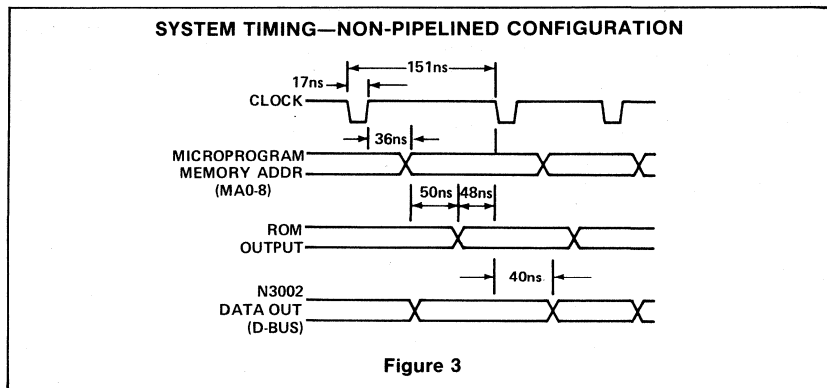 SYSTEM TIMING—NON-PIPELINED CONFIGURATION
151ns
17ns
CLOCK
36ns
MICROPROGRAM
MEMORY ADDR
(MA0-8)
50ns 48ns
ROM
OUTPUT
40ns
N3002
DATA OUT
(D-BUS)
Figure 3